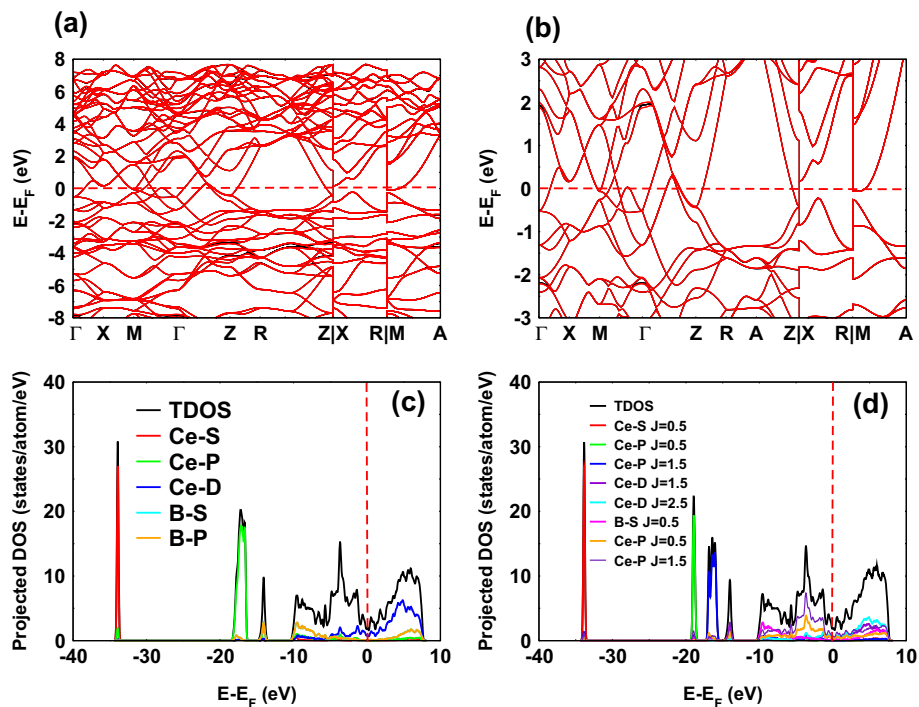 (a)
(b)
8
6
4
2
0
-2
-4
-6
-8
E-E_F (eV)
Γ X M Γ Z R Z|X R|M A
3
2
1
0
-1
-2
-3
E-E_F (eV)
Γ X M Γ Z R A Z|X R|M A
(c)
40
30
20
10
0
Projected DOS (states/atom/eV)
TDOS
Ce-S
Ce-P
Ce-D
B-S
B-P
-40 -30 -20 -10 0 10
E-E_F (eV)
(d)
40
30
20
10
0
Projected DOS (states/atom/eV)
TDOS
Ce-S J=0.5
Ce-P J=0.5
Ce-P J=1.5
Ce-D J=1.5
Ce-D J=2.5
B-S J=0.5
Ce-P J=0.5
Ce-P J=1.5
-40 -30 -20 -10 0 10
E-E_F (eV)